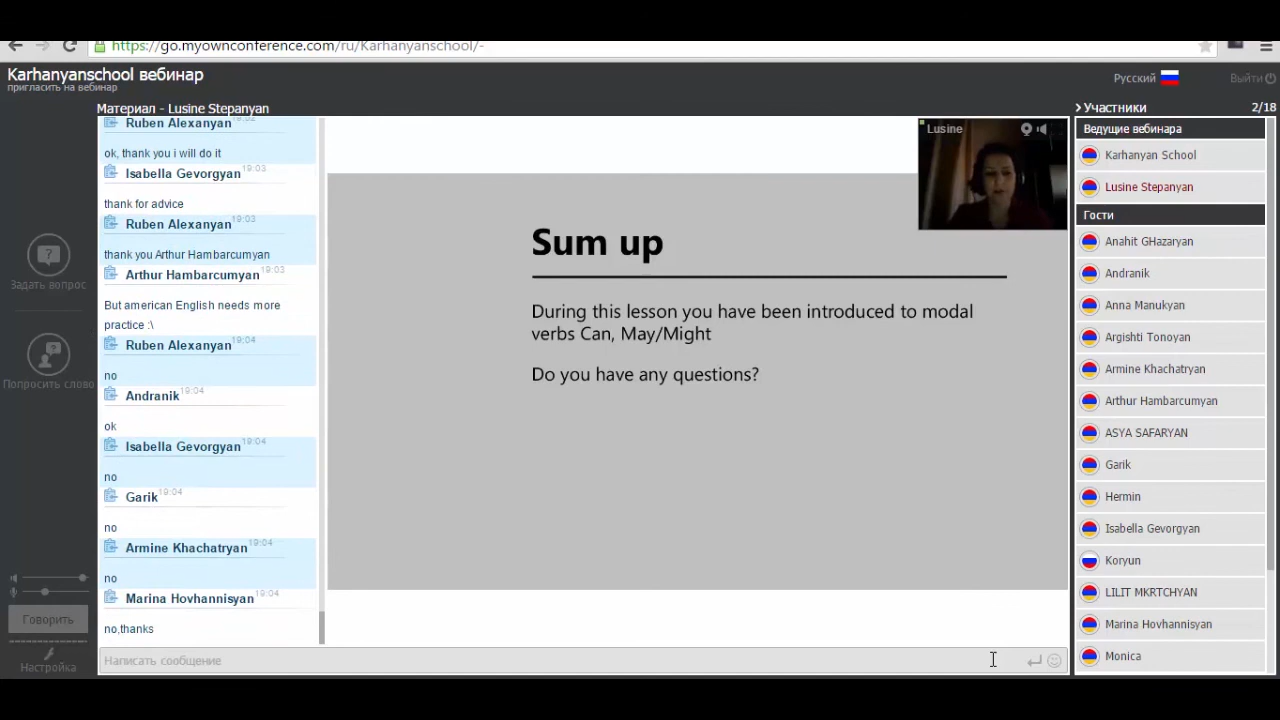 https://go.myownconference.com/ru/Karhanyanschool/-
Karhanyanschool вебинар
пригласить на вебинар
Русский
Выйти
Материал - Lusine Stepanyan
Участники 2/18
Ruben Alexanyan 19:02
ok, thank you i will do it
Isabella Gevorgyan 19:03
thank for advice
Ruben Alexanyan 19:03
thank you Arthur Hambarcumyan
Arthur Hambarcumyan 19:03
But american English needs more
practice :\
Ruben Alexanyan 19:04
no
Andranik 19:04
ok
Isabella Gevorgyan 19:04
no
Garik 19:04
no
Armine Khachatryan 19:04
no
Marina Hovhannisyan 19:04
no,thanks
Написать сообщение
Задать вопрос
Попросить слово
Говорить
Настройка
Lusine
Sum up
During this lesson you have been introduced to modal
verbs Can, May/Might
Do you have any questions?
Ведущие вебинара
Karhanyan School
Lusine Stepanyan
Гости
Anahit GHazaryan
Andranik
Anna Manukyan
Argishti Tonoyan
Armine Khachatryan
Arthur Hambarcumyan
ASYA SAFARYAN
Garik
Hermin
Isabella Gevorgyan
Koryun
LILIT MKRTCHYAN
Marina Hovhannisyan
Monica